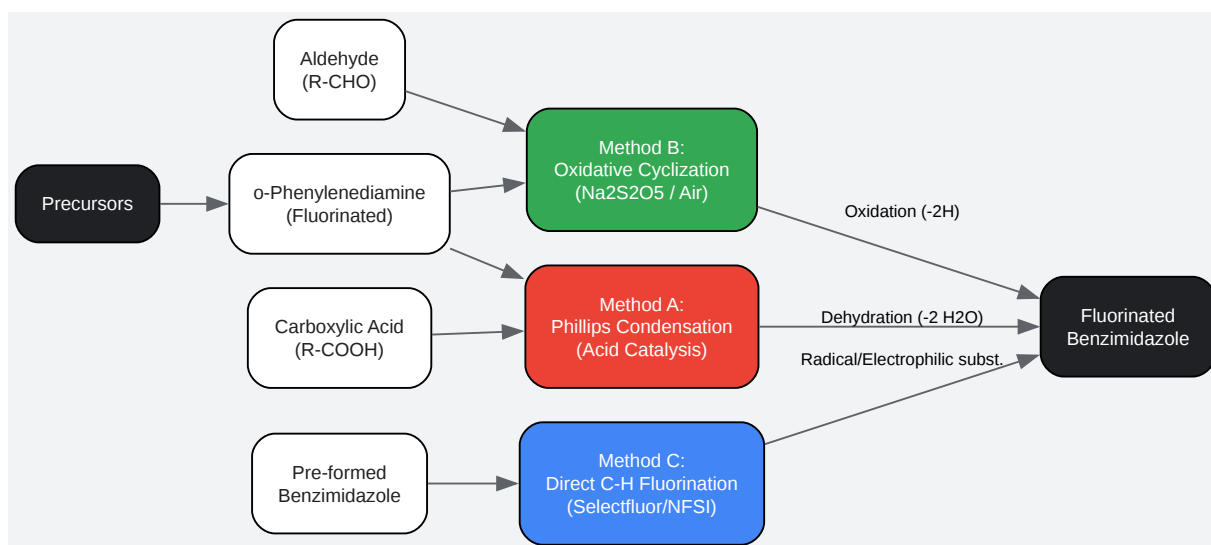 Aldehyde
(R-CHO)
Precursors
o-Phenylenediamine
(Fluorinated)
Carboxylic Acid
(R-COOH)
Pre-formed
Benzimidazole
Method B:
Oxidative Cyclization
(Na2S2O5 / Air)
Method A:
Phillips Condensation
(Acid Catalysis)
Method C:
Direct C-H Fluorination
(Selectfluor/NFSI)
Oxidation (-2H)
Dehydration (-2 H2O)
Radical/Electrophilic subst.
Fluorinated
Benzimidazole